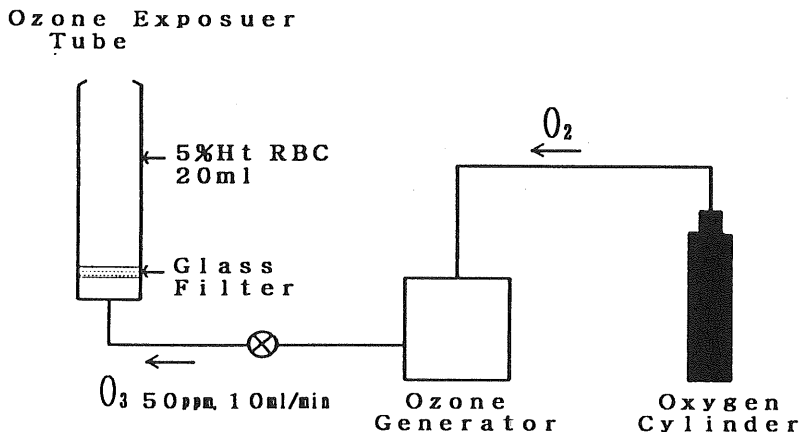 Ozone Exposuer
Tube
5%Ht RBC
20ml
Glass
Filter
O₂
O₃ 50ppm, 10ml/min
Ozone
Generator
Oxygen
Cylinder